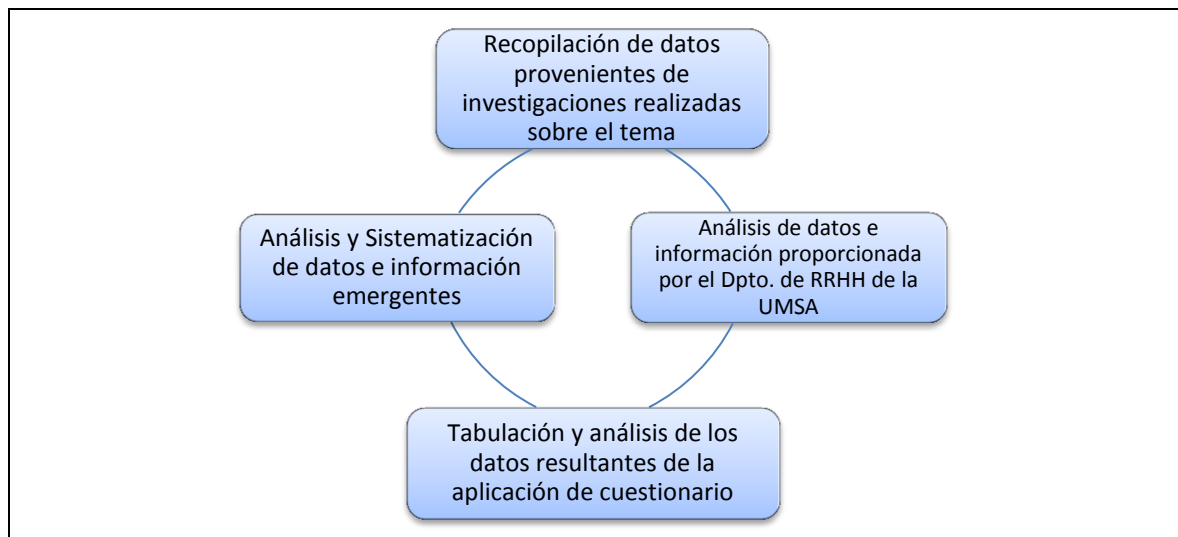 Recopilación de datos
provenientes de
investigaciones realizadas
sobre el tema
Análisis de datos e
información proporcionada
por el Dpto. de RRHH de la
UMSA
Tabulación y análisis de los
datos resultantes de la
aplicación de cuestionario
Análisis y Sistematización
de datos e información
emergentes